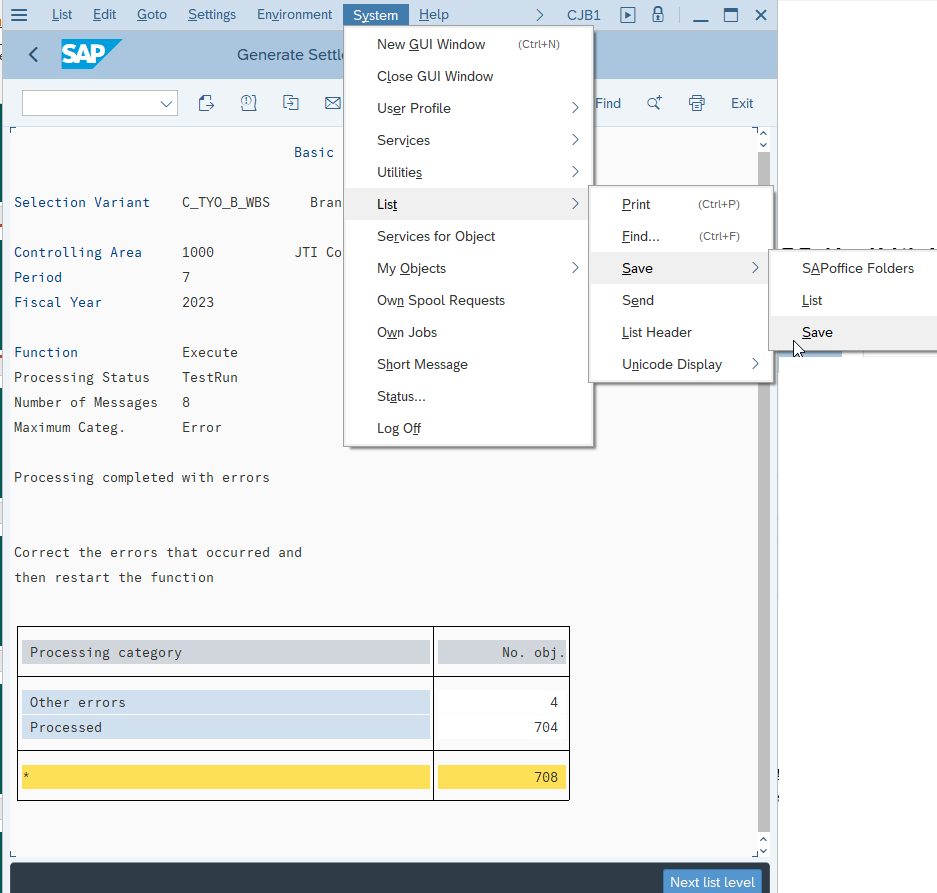 List Edit Goto Settings Environment System Help CJB1
SAP Generate Settl
Find Exit
New GUI Window (Ctrl+N)
Close GUI Window
User Profile
Services
Utilities
List
Services for Object
My Objects
Own Spool Requests
Own Jobs
Short Message
Status...
Log Off
Print (Ctrl+P)
Find... (Ctrl+F)
Save
Send
List Header
Unicode Display
SAPoffice Folders
List
Save
Basic
Selection Variant C_TYO_B_WBS Bran
Controlling Area 1000 JTI Co
Period 7
Fiscal Year 2023
Function Execute
Processing Status TestRun
Number of Messages 8
Maximum Categ. Error
Processing completed with errors
Correct the errors that occurred and
then restart the function
Processing category No. obj.
Other errors 4
Processed 704
* 708
Next list level